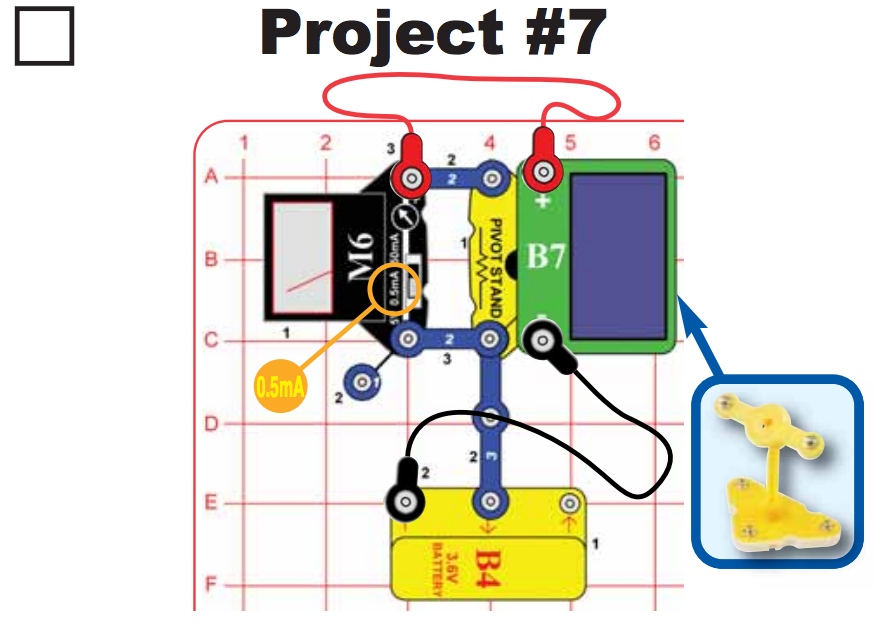 Project #7
1 2 3 4 5 6
3
2
A
2
+
B
M6
50mA
0.5mA
5V
1
PIVOT STAND
B7
-
1
C
2
3
0.5mA
2
1
D
2
3
2
E
1
B4
3.6V
BATTERY
F